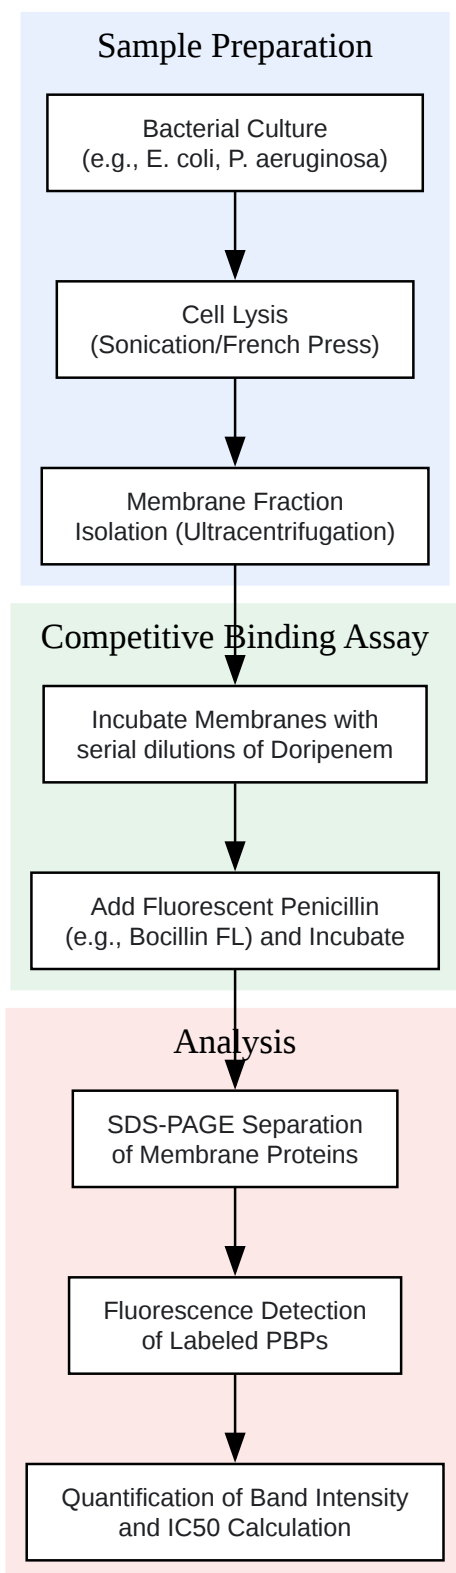 Sample Preparation
Bacterial Culture
(e.g., E. coli, P. aeruginosa)
Cell Lysis
(Sonication/French Press)
Membrane Fraction
Isolation (Ultracentrifugation)
Competitive Binding Assay
Incubate Membranes with
serial dilutions of Doripenem
Add Fluorescent Penicillin
(e.g., Bocillin FL) and Incubate
Analysis
SDS-PAGE Separation
of Membrane Proteins
Fluorescence Detection
of Labeled PBPs
Quantification of Band Intensity
and IC50 Calculation